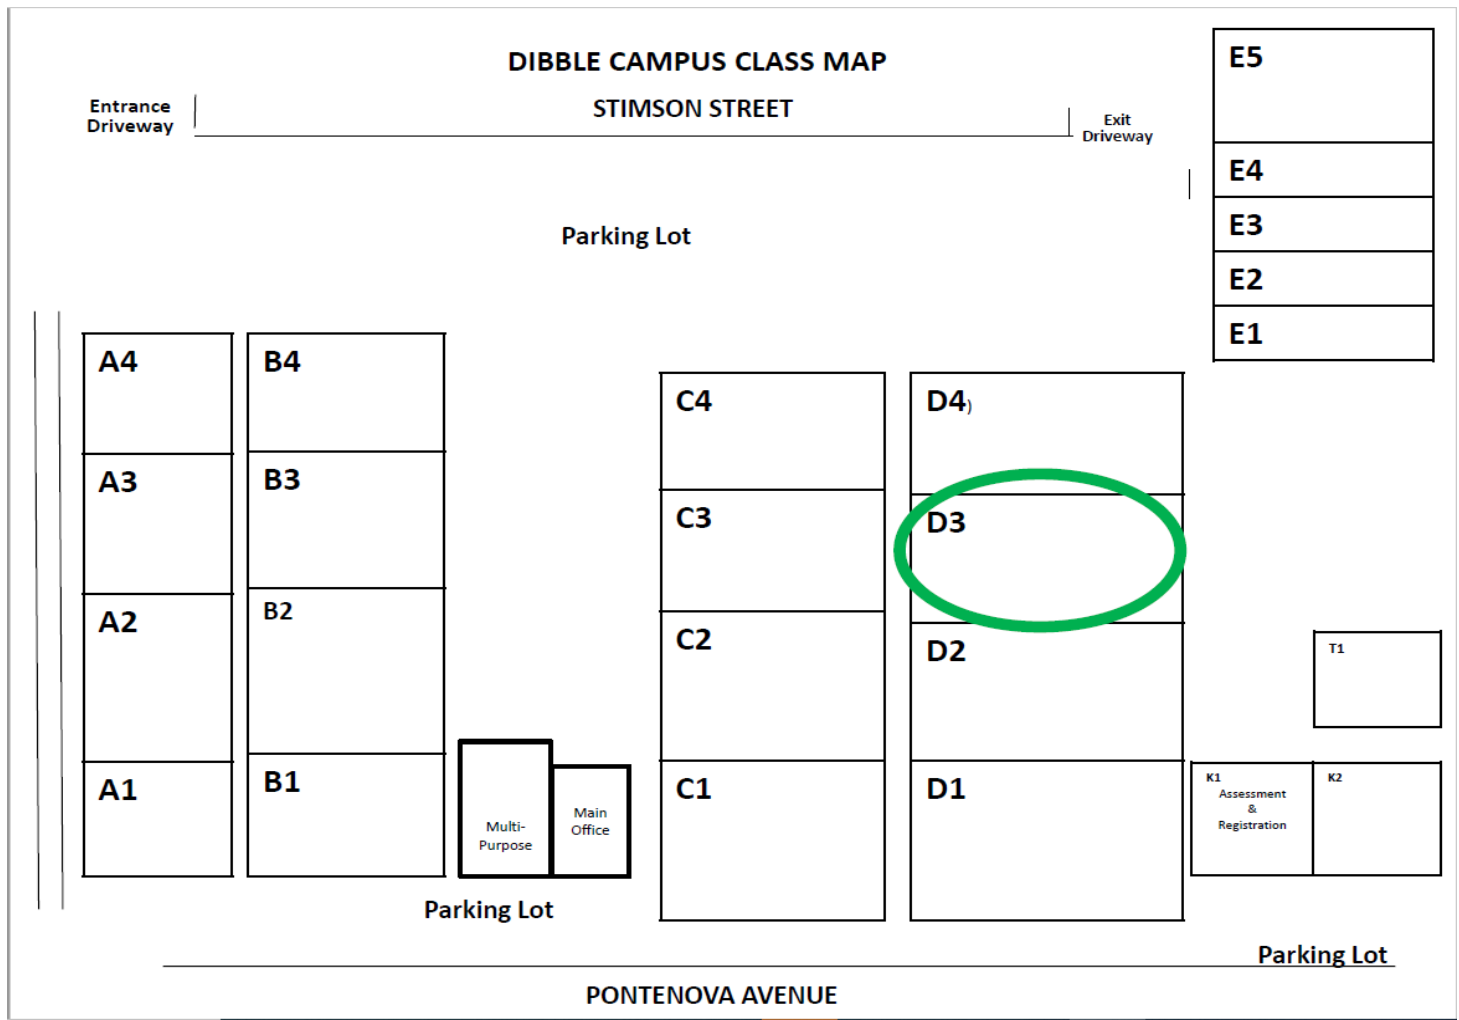 DIBBLE CAMPUS CLASS MAP
STIMSON STREET
Entrance
Driveway
Exit
Driveway
E5
E4
E3
E2
E1
Parking Lot
A4
A3
A2
A1
B4
B3
B2
B1
Multi-
Purpose
Main
Office
C4
C3
C2
C1
D4)
D3
D2
D1
T1
K1
Assessment
&
Registration
K2
Parking Lot
Parking Lot
PONTENOVA AVENUE